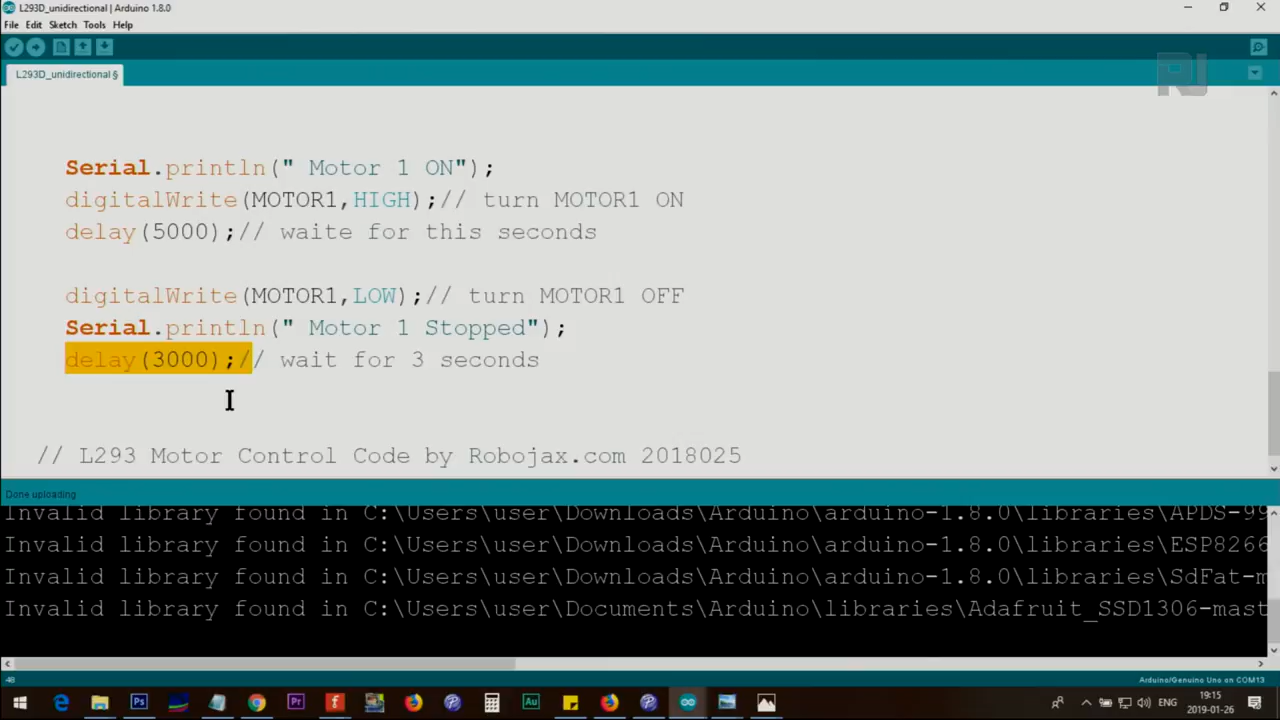 L293D_unidirectional | Arduino 1.8.0
File Edit Sketch Tools Help
L293D_unidirectional §
RJ
Serial.println(" Motor 1 ON");
digitalWrite(MOTOR1,HIGH);// turn MOTOR1 ON
delay(5000);// waite for this seconds
digitalWrite(MOTOR1,LOW);// turn MOTOR1 OFF
Serial.println(" Motor 1 Stopped");
delay(3000);// wait for 3 seconds
// L293 Motor Control Code by Robojax.com 2018025
Done uploading
Invalid library found in C:\Users\user\Downloads\Arduino\arduino-1.8.0\libraries\APDS-99
Invalid library found in C:\Users\user\Downloads\Arduino\arduino-1.8.0\libraries\ESP8266
Invalid library found in C:\Users\user\Downloads\Arduino\arduino-1.8.0\libraries\SdFat-m
Invalid library found in C:\Users\user\Documents\Arduino\libraries\Adafruit_SSD1306-mast
48
Arduino/Genuino Uno on COM13
Ps
Pr
f
Au
ENG
19:15
2019-01-26